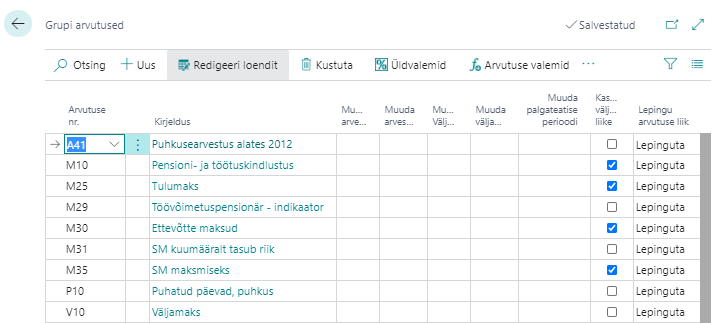 Grupi arvutused
Salvestatud
Otsing Uus Redigeeri loendit Kustuta Üldvalemid Arvutuse valemid ...
Arvutuse nr. Kirjeldus Mu... arve... Muuda arves... Mu... Välj... Muuda välja... Muuda palgateatise perioodi Kas... välj... liike Lepingu arvutuse liik
A41 Puhkusearvestus alates 2012 Lepinguta
M10 Pensioni- ja töötuskindlustus Lepinguta
M25 Tulumaks Lepinguta
M29 Töövõimetuspensionär - indikaator Lepinguta
M30 Ettevõtte maksud Lepinguta
M31 SM kuumääralt tasub riik Lepinguta
M35 SM maksmiseks Lepinguta
P10 Puhatud päevad, puhkus Lepinguta
V10 Väljamaks Lepinguta